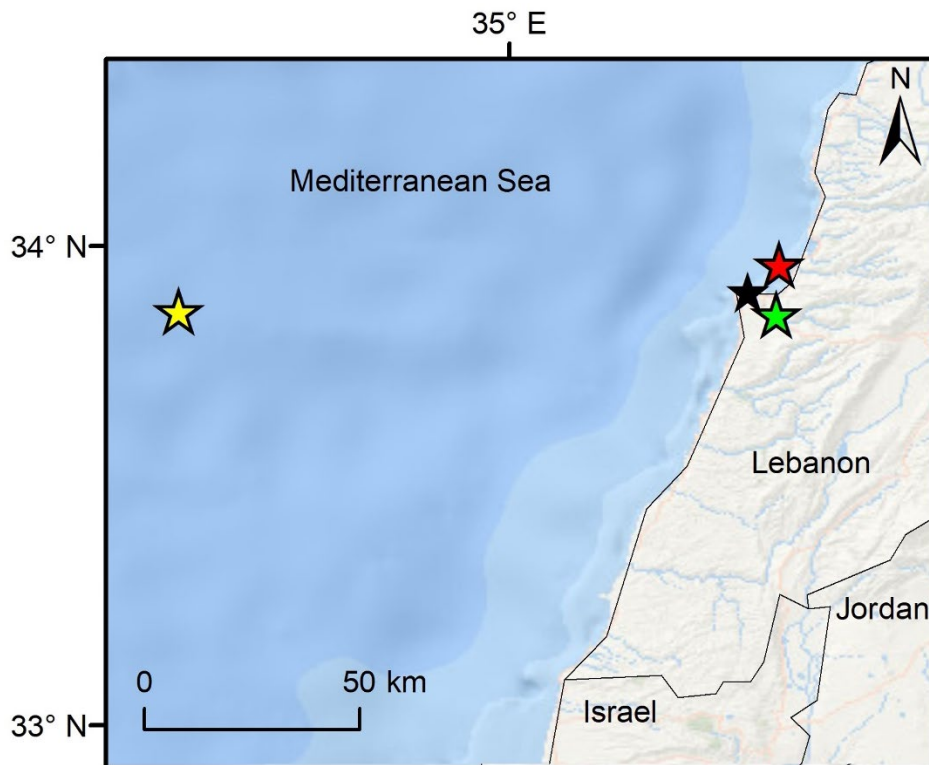 35° E
N
Mediterranean Sea
34° N
Lebanon
Jordan
0 50 km
Israel
33° N